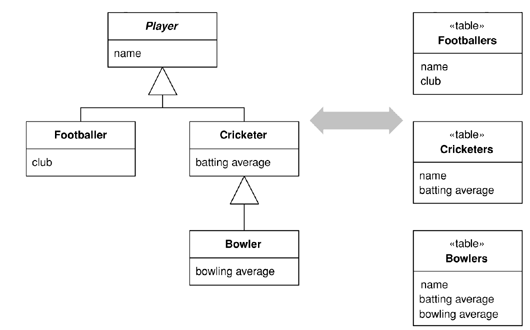 Player
name
Footballer
club
Cricketer
batting average
Bowler
bowling average
«table»
Footballers
name
club
«table»
Cricketers
name
batting average
«table»
Bowlers
name
batting average
bowling average